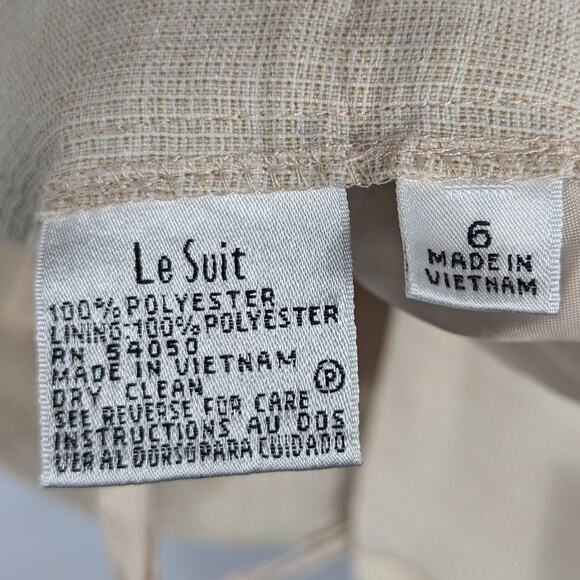 Le Suit
100% POLYESTER
LINING-100% POLYESTER
RN 54050
MADE IN VIETNAM
DRY CLEAN
P
SEE REVERSE FOR CARE
INSTRUCTIONS AU DOS
VER AL DORSO PARA CUIDADO
6
MADE IN
VIETNAM